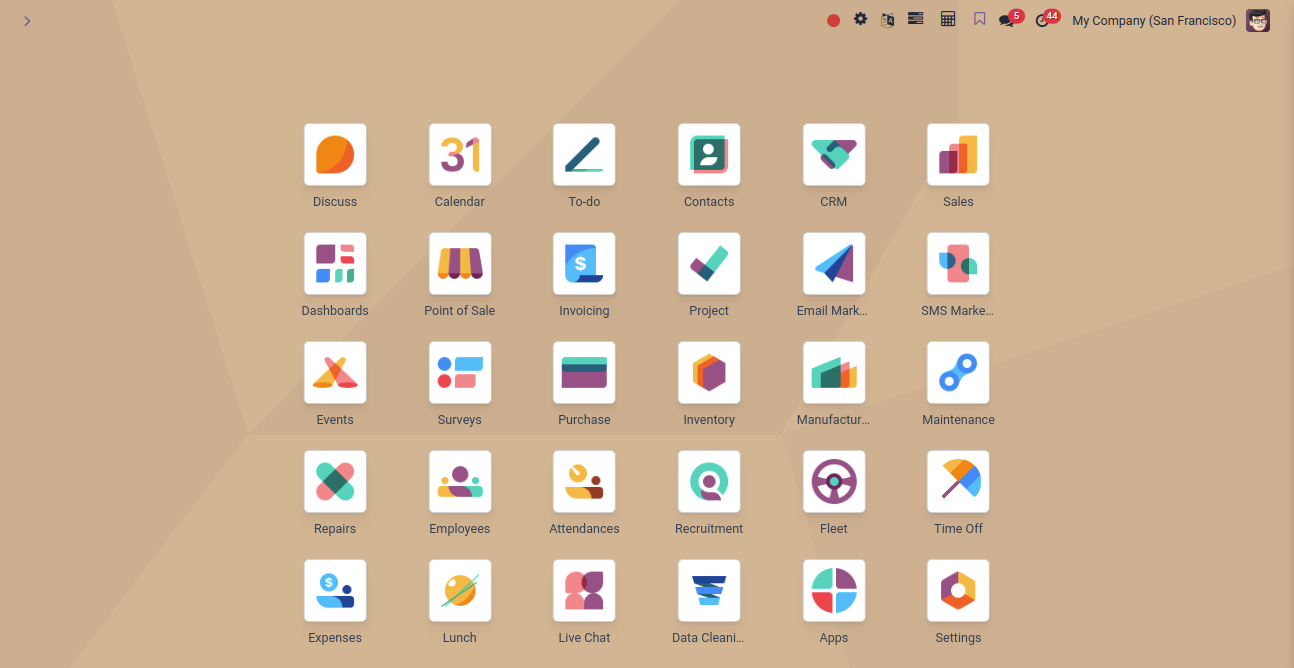 5 44 My Company (San Francisco)
31
Discuss Calendar To-do Contacts CRM Sales
$
Dashboards Point of Sale Invoicing Project Email Mark... SMS Marke...
Events Surveys Purchase Inventory Manufactur... Maintenance
Repairs Employees Attendances Recruitment Fleet Time Off
$
Expenses Lunch Live Chat Data Cleani... Apps Settings